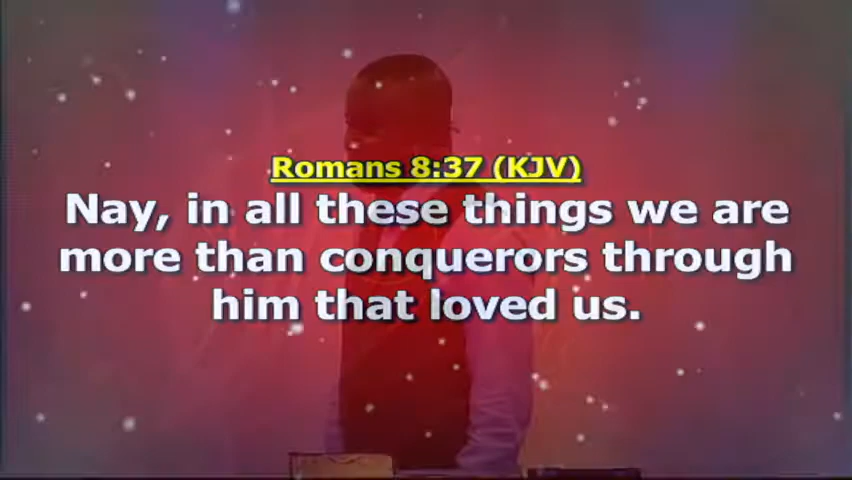 Romans 8:37 (KJV)
Nay, in all these things we are
more than conquerors through
him that loved us.